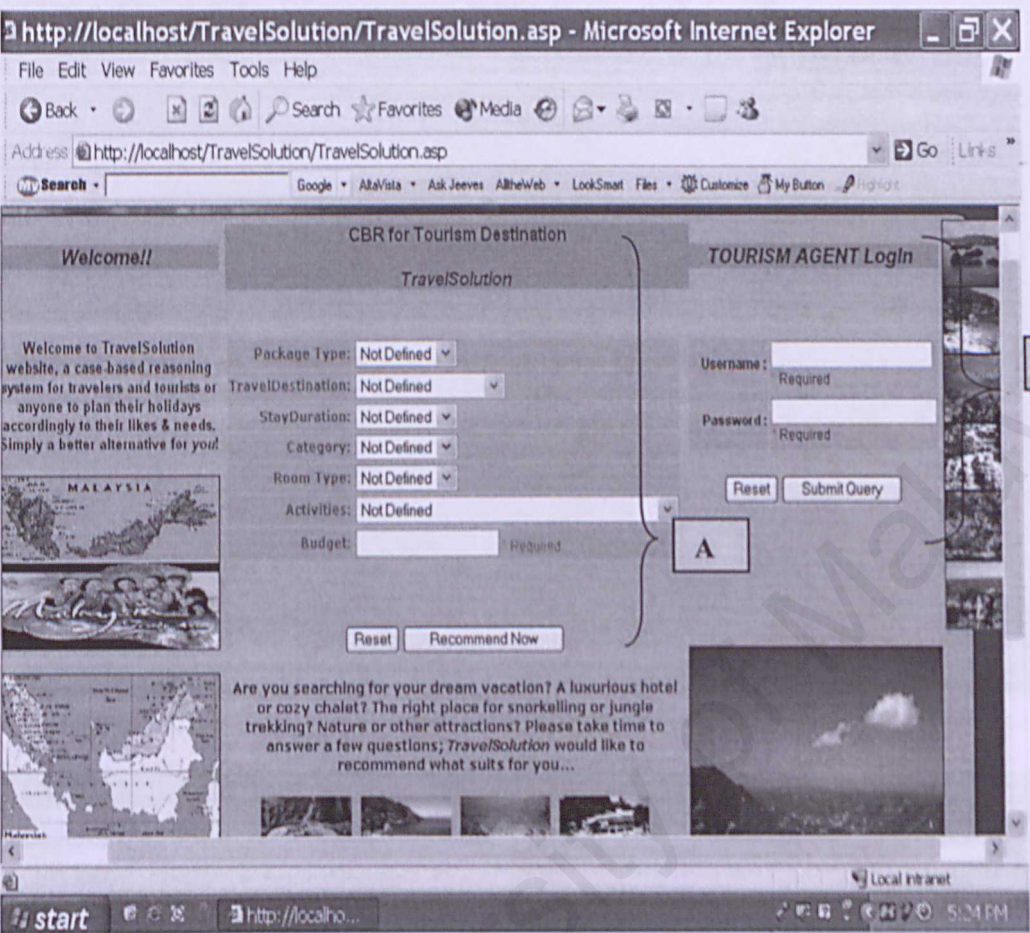 http://localhost/TravelSolution/TravelSolution.asp - Microsoft Internet Explorer
File Edit View Favorites Tools Help
Back Search Favorites Media
Address http://localhost/TravelSolution/TravelSolution.asp Go Links »
My Search Google AltaVista Ask Jeeves AlltheWeb LookSmart Files Customize My Button Highlight
Welcome!!
Welcome to TravelSolution
website, a case-based reasoning
system for travelers and tourists or
anyone to plan their holidays
accordingly to their likes & needs.
Simply a better alternative for you!
MALAYSIA
Malaysia
CBR for Tourism Destination
TravelSolution
Package Type: Not Defined
TravelDestination: Not Defined
StayDuration: Not Defined
Category: Not Defined
Room Type: Not Defined
Activities: Not Defined
Budget: * Required
Reset Recommend Now
A
Are you searching for your dream vacation? A luxurious hotel
or cozy chalet? The right place for snorkelling or jungle
trekking? Nature or other attractions? Please take time to
answer a few questions; TravelSolution would like to
recommend what suits for you...
TOURISM AGENT LogIn
Username:
Required
Password:
Required
Reset Submit Query
Local intranet
start http://localho... 5:24 PM